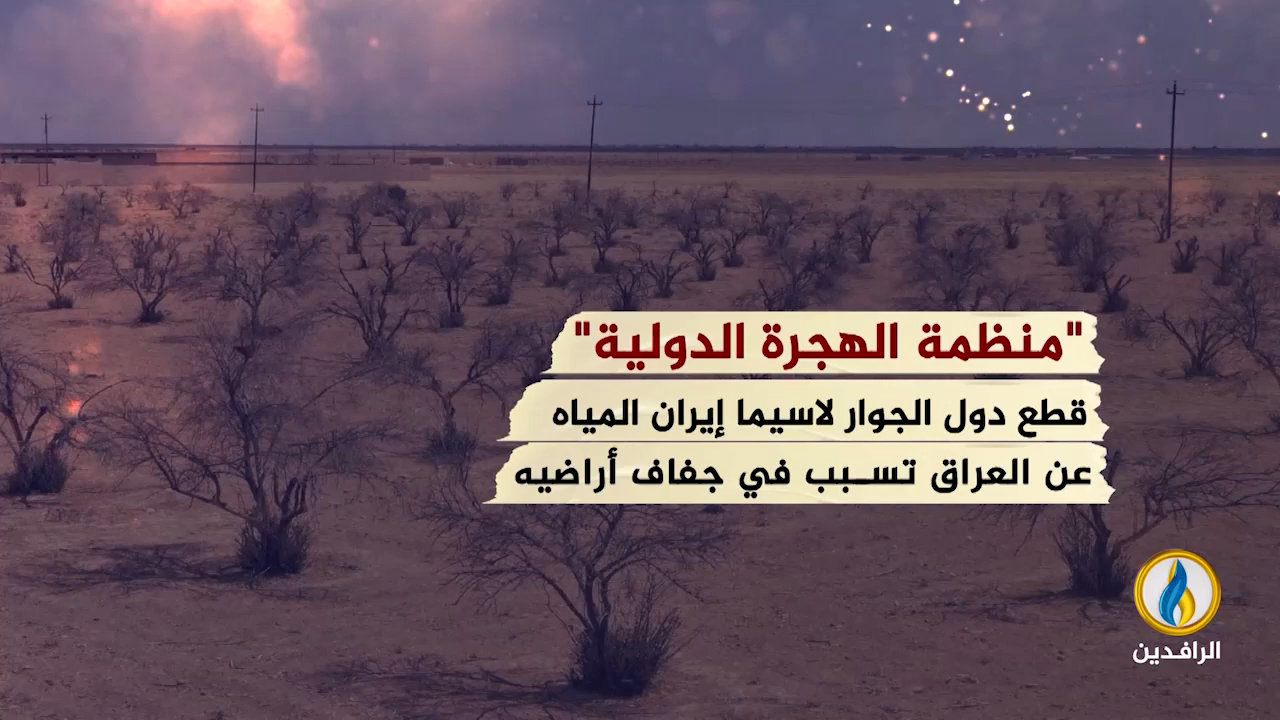 "منظمة الهجرة الدولية"
قطع دول الجوار لاسيما إيران المياه
عن العراق تسـبب في جفاف أراضيه
الرافدين